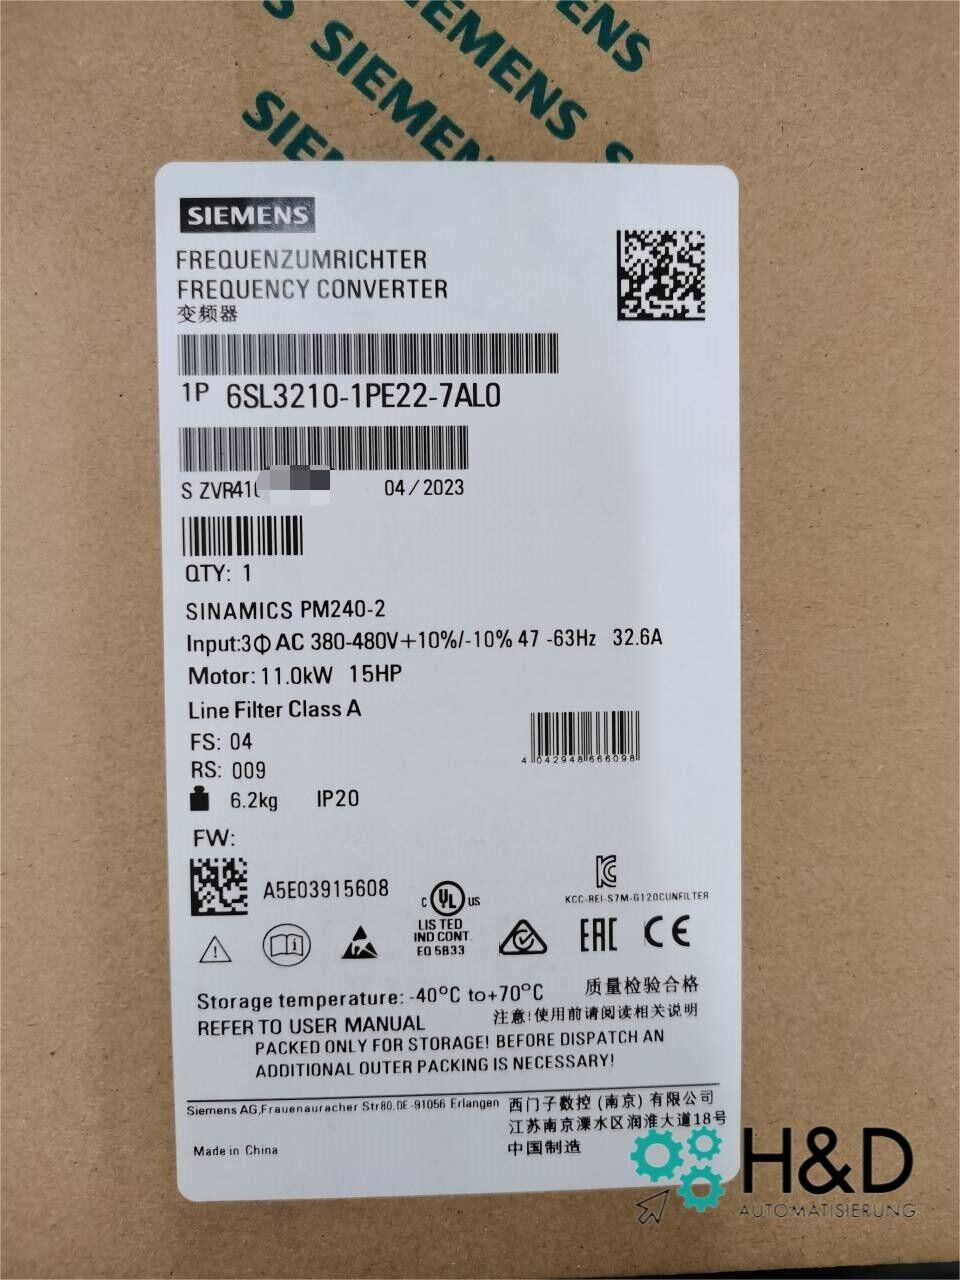 SIEMENS
SIEMENS
SIEMENS
SIEMENS
FREQUENZUMRICHTER
FREQUENCY CONVERTER
变频器
1P 6SL3210-1PE22-7AL0
S ZVR41 04/2023
QTY: 1
SINAMICS PM240-2
Input:3Φ AC 380-480V+10%/-10% 47 -63Hz 32.6A
Motor: 11.0kW 15HP
Line Filter Class A
FS: 04
RS: 009
4 042948 666098
6.2kg IP20
FW:
A5E03915608
KCC-REI-S7M-G120CUNFILTER
C UL US
LISTED
IND CONT.
EQ 5B33
EAC CE
Storage temperature: -40°C to+70°C 质量检验合格
REFER TO USER MANUAL 注意!使用前请阅读相关说明
PACKED ONLY FOR STORAGE! BEFORE DISPATCH AN
ADDITIONAL OUTER PACKING IS NECESSARY!
Siemens AG,Frauenauracher Str80,DE-91056 Erlangen 西门子数控 (南京) 有限公司
江苏南京溧水区润淮大道18号
Made in China 中国制造
H&D
AUTOMATISIERUNG